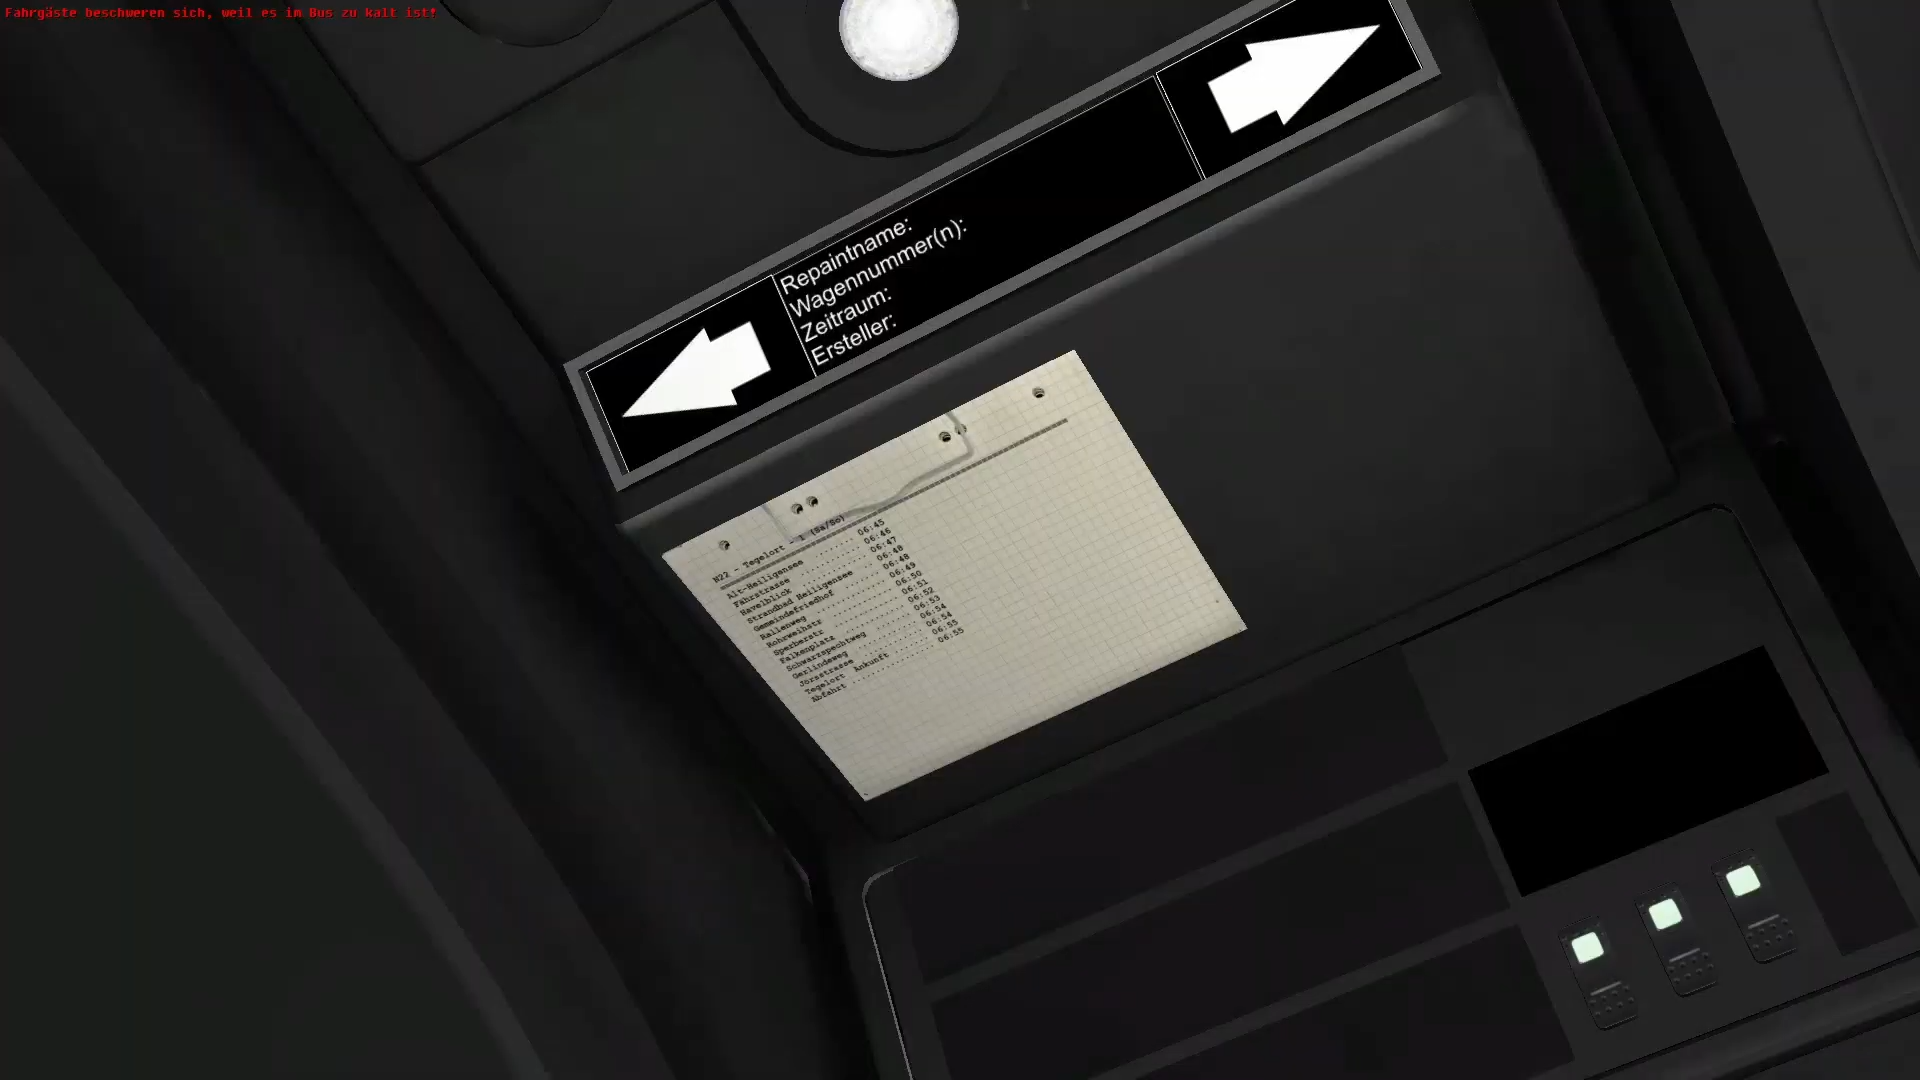 Fahrgäste beschweren sich, weil es im Bus zu kalt ist!
Repaintname:
Wagennummer(n):
Zeitraum:
Ersteller:
N22 - Tegelort (Sa/So)
Alt-Heiligensee 06:45
Fährstrasse 06:46
Havelblick 06:47
Strandbad Heiligensee 06:48
Gemeindefriedhof 06:48
Rallenweg 06:49
Rohrweihstr 06:50
Sperberstr 06:51
Falkenplatz 06:52
Schwarzspechtweg 06:53
Gerlindeweg 06:54
Jörsstrasse 06:54
Tegelort Ankunft 06:55
Abfahrt 06:55